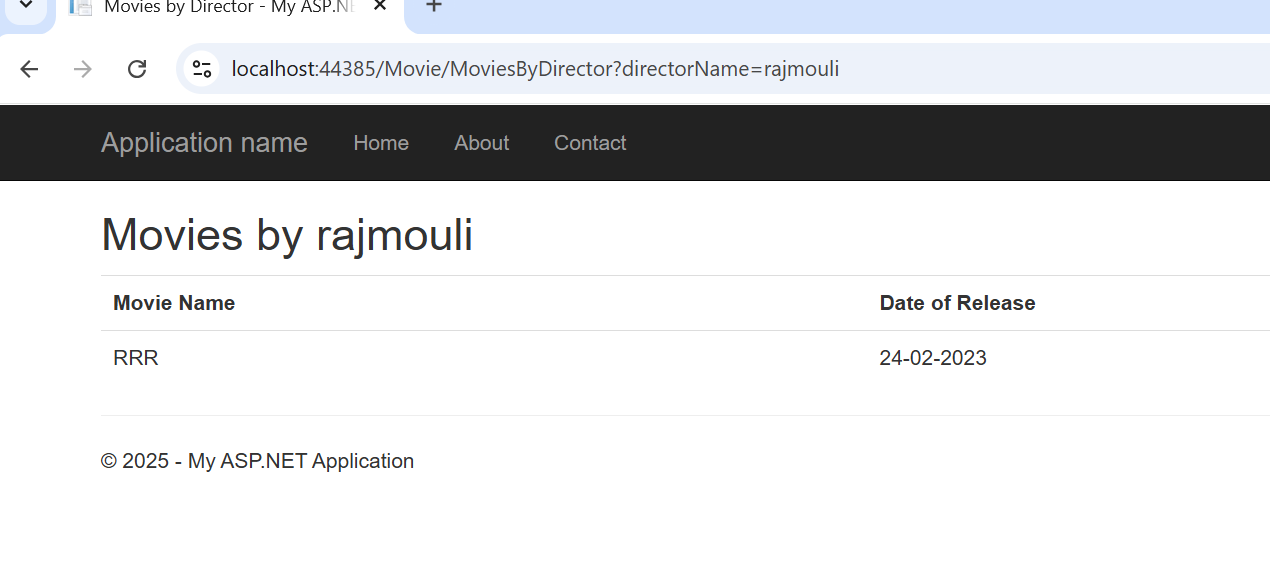 Movies by Director - My ASP.NE
localhost:44385/Movie/MoviesByDirector?directorName=rajmouli
Application name Home About Contact
Movies by rajmouli
Movie Name Date of Release
RRR 24-02-2023
© 2025 - My ASP.NET Application